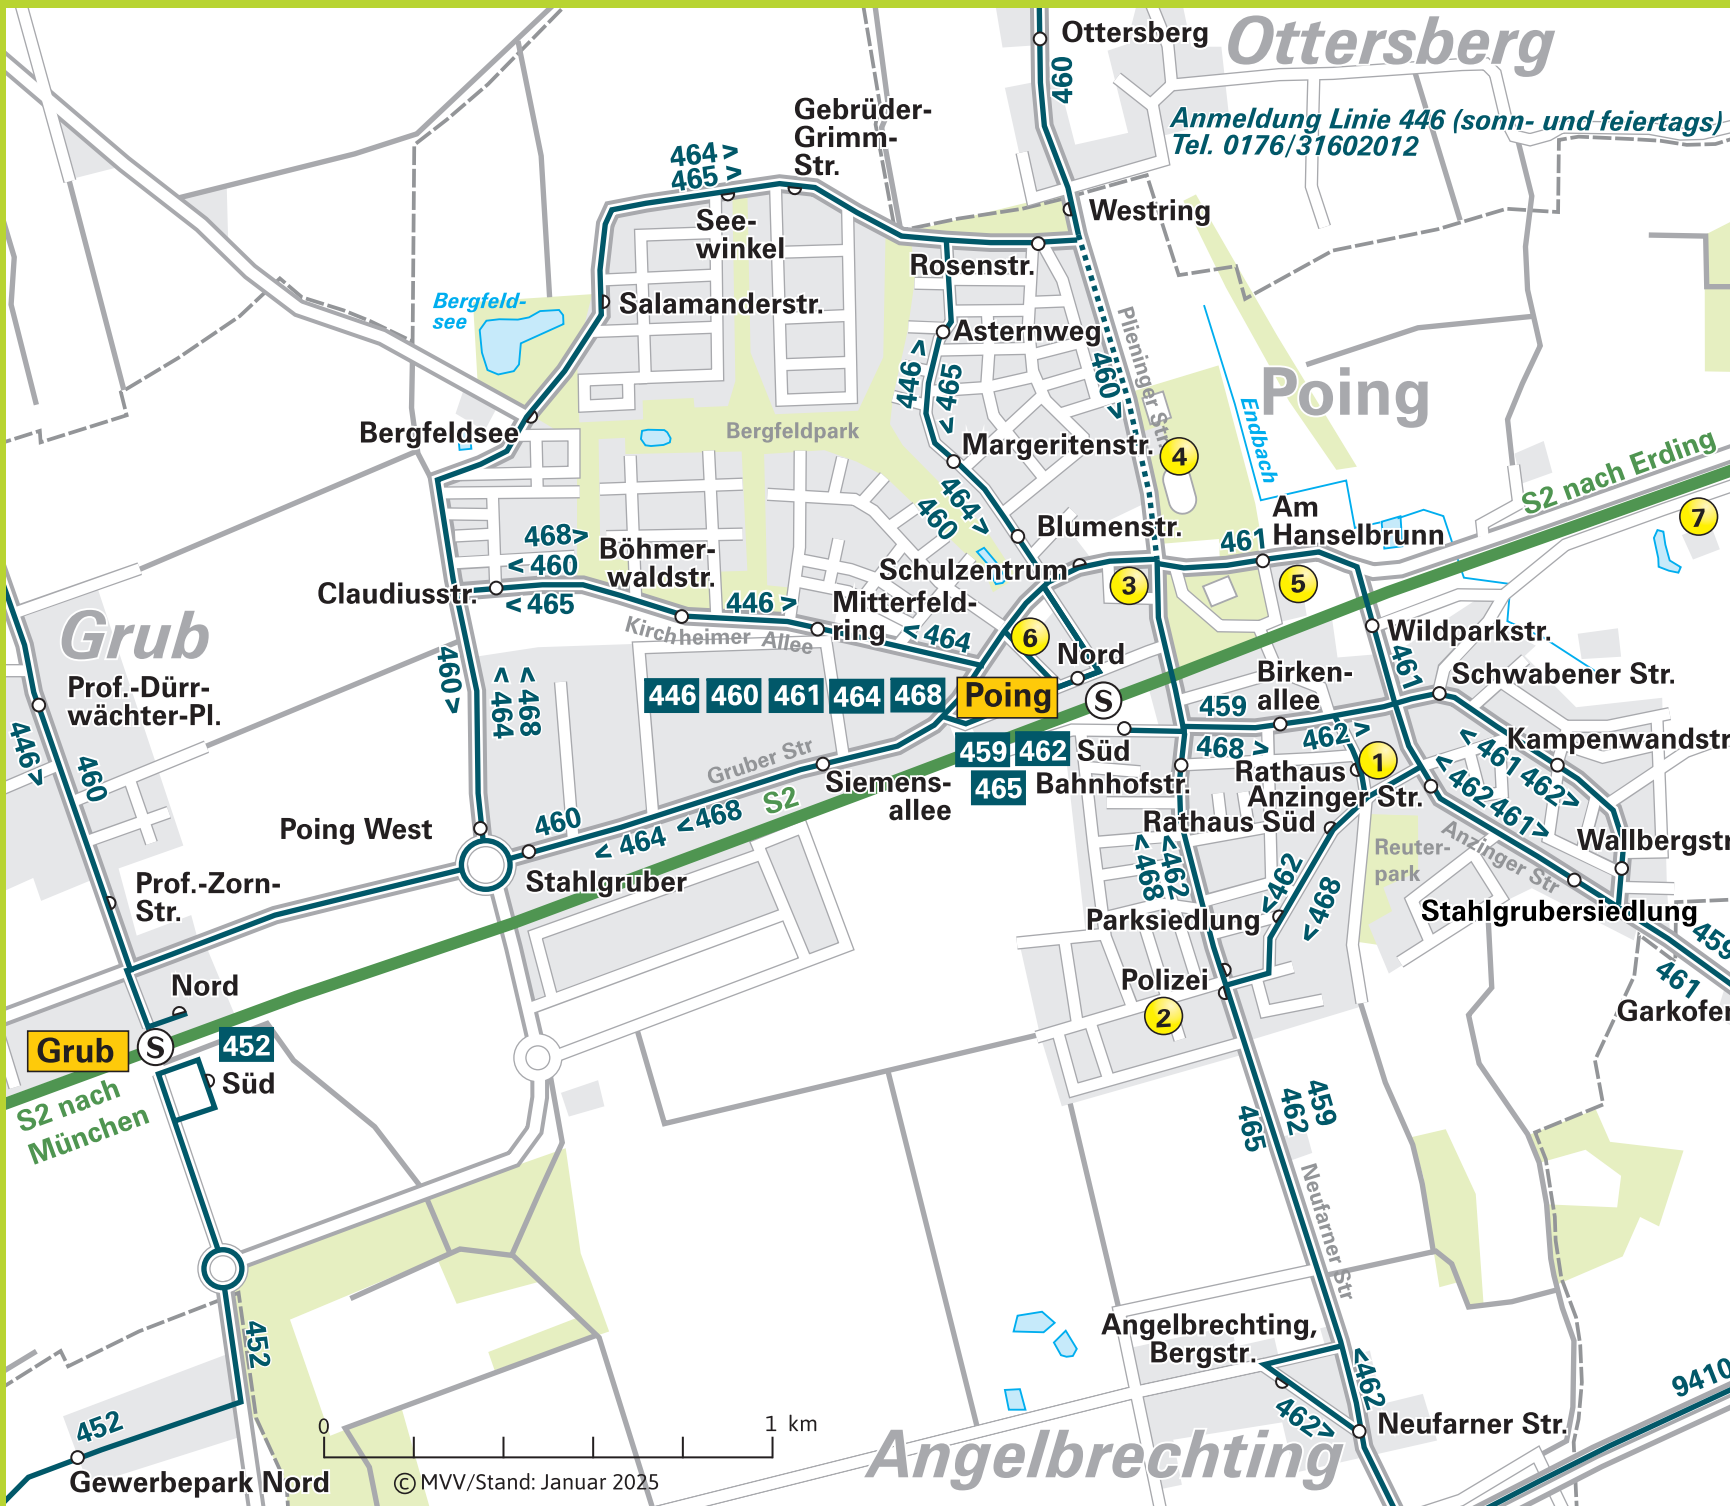 Ottersberg
Ottersberg
460
Anmeldung Linie 446 (sonn- und feiertags)
Tel. 0176/31602012
Gebrüder-
Grimm-
Str.
464 >
465 >
See-
winkel
Westring
Rosenstr.
Bergfeld-
see
Salamanderstr.
Asternweg
446 >
< 465
460 >
Plieninger Str.
Poing
Endbach
Bergfeldsee
Bergfeldpark
Margeritenstr.
4
S2 nach Erding
7
464 >
460
Blumenstr.
Am
Hanselbrunn
461
468>
< 460
< 465
Böhmer-
waldstr.
Schulzentrum
3
5
Claudiusstr.
446 >
Mitterfeld-
ring
< 464
Kirchheimer Allee
6
Nord
Wildparkstr.
461
Grub
Prof.-Dürr-
wächter-Pl.
446>
460
460 >
< 464
< 468
446 460 461 464 468
Poing
S
Birken-
allee
Schwabener Str.
459
459 462
465
Süd
468 >
462 >
1
< 461
462>
Kampenwandstr
Gruber Str
S2
Siemens-
allee
Bahnhofstr.
Rathaus
Anzinger Str.
<462
461>
Rathaus Süd
Poing West
460
< 464
<468
Stahlgruber
< 468
<462
<462
<468
Reuter-
park
Anzinger Str
Wallbergstr
Prof.-Zorn-
Str.
Parksiedlung
Stahlgrubersiedlung
459
461
Garkofen
Polizei
2
Nord
Grub
S
452
Süd
S2 nach
München
465
462
459
Neufarner Str
452
452
Gewerbepark Nord
Angelbrechting,
Bergstr.
<462
462>
Neufarner Str.
9410
Angelbrechting
0
1 km
© MVV/Stand: Januar 2025